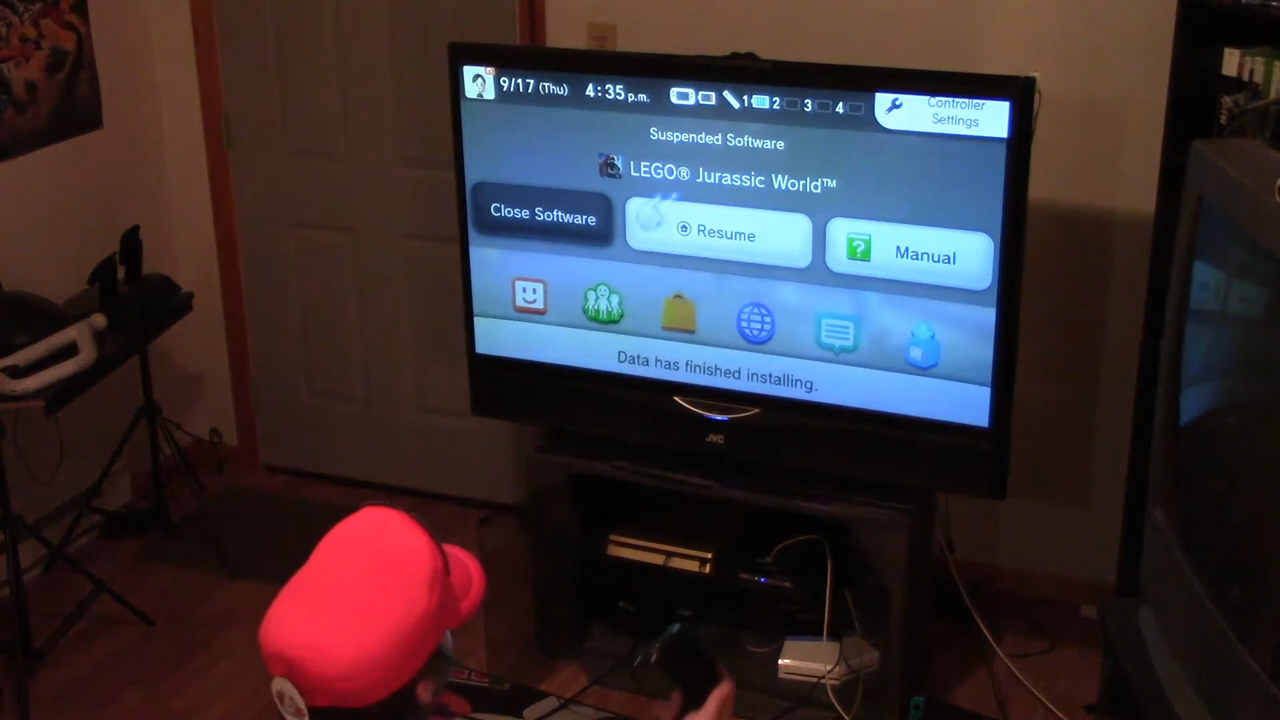 9/17 (Thu) 4:35 p.m. 1 2 3 4
Controller
Settings
Suspended Software
LEGO® Jurassic World™
Close Software
Resume
? Manual
Data has finished installing.
JVC